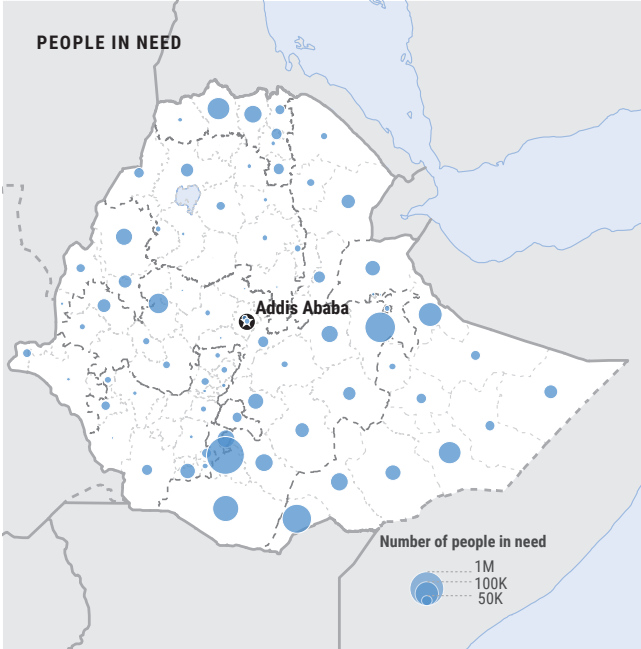 PEOPLE IN NEED
Addis Ababa
Number of people in need
1M
100K
50K